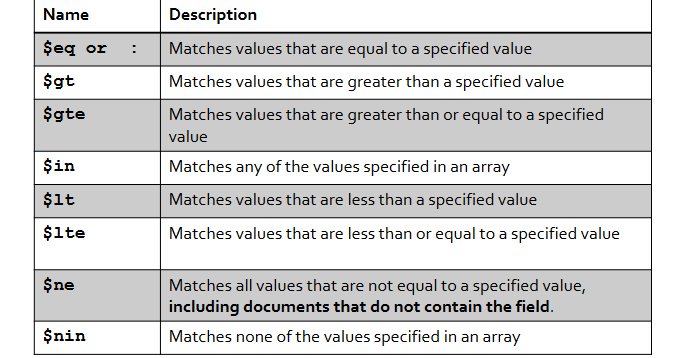 Name Description
$eq or : Matches values that are equal to a specified value
$gt Matches values that are greater than a specified value
$gte Matches values that are greater than or equal to a specified
value
$in Matches any of the values specified in an array
$lt Matches values that are less than a specified value
$lte Matches values that are less than or equal to a specified value
$ne Matches all values that are not equal to a specified value,
including documents that do not contain the field.
$nin Matches none of the values specified in an array